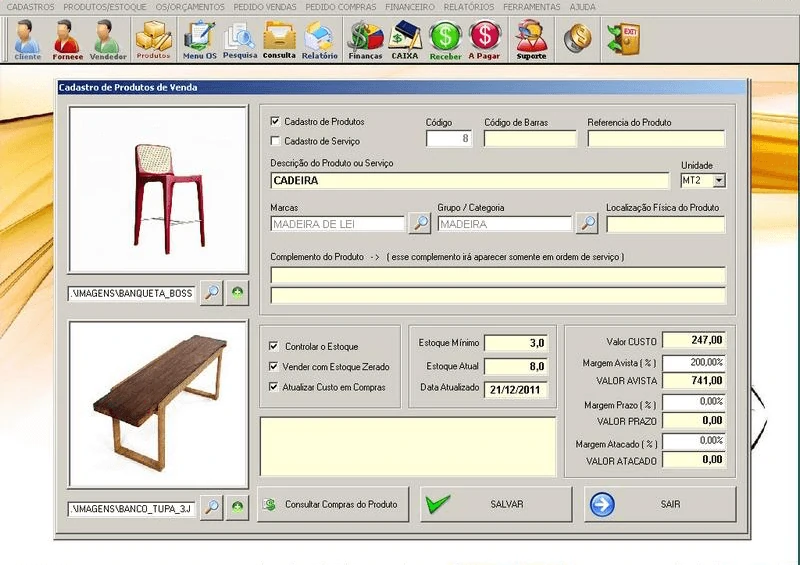 CADASTROS PRODUTOS/ESTOQUE OS/ORÇAMENTOS PEDIDO VENDAS PEDIDO COMPRAS FINANCEIRO RELATÓRIOS FERRAMENTAS AJUDA
EXIT
Cliente Fornece Vendedor Produtos Menu OS Pesquisa Consulta Relatório Finanças CAIXA Receber A Pagar Suporte
Cadastro de Produtos de Venda
Cadastro de Produtos Código Código de Barras Referencia do Produto
Cadastro de Serviço 8
Descrição do Produto ou Serviço Unidade
CADEIRA MT2
Marcas Grupo / Categoria Localização Física do Produto
MADEIRA DE LEI MADEIRA
Complemento do Produto -> ( esse complemento irá aparecer somente em ordem de serviço )
.\IMAGENS\BANQUETA_BOSS
Controlar o Estoque Estoque Mínimo 3,0 Valor CUSTO 247,00
Vender com Estoque Zerado Estoque Atual 8,0 Margem Avista ( % ) 200,00%
Atualizar Custo em Compras Data Atualizado 21/12/2011 VALOR AVISTA 741,00
Margem Prazo ( % ) 0,00%
VALOR PRAZO 0,00
Margem Atacado ( % ) 0,00%
VALOR ATACADO 0,00
.\IMAGENS\BANCO_TUPA_3.J Consultar Compras do Produto SALVAR SAIR